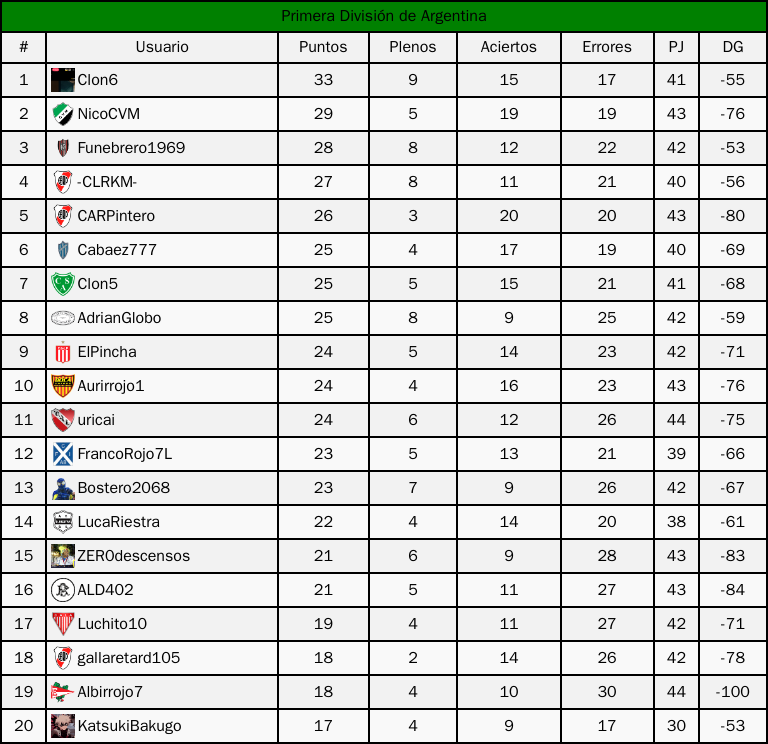 Primera División de Argentina
# Usuario Puntos Plenos Aciertos Errores PJ DG
1 Clon6 33 9 15 17 41 -55
2 NicoCVM 29 5 19 19 43 -76
3 Funebrero1969 28 8 12 22 42 -53
4 -CLRKM- 27 8 11 21 40 -56
5 CARPintero 26 3 20 20 43 -80
6 Cabaez777 25 4 17 19 40 -69
7 Clon5 25 5 15 21 41 -68
8 AdrianGlobo 25 8 9 25 42 -59
9 ElPincha 24 5 14 23 42 -71
10 Aurirrojo1 24 4 16 23 43 -76
11 uricai 24 6 12 26 44 -75
12 FrancoRojo7L 23 5 13 21 39 -66
13 Bostero2068 23 7 9 26 42 -67
14 LucaRiestra 22 4 14 20 38 -61
15 ZER0descensos 21 6 9 28 43 -83
16 ALD402 21 5 11 27 43 -84
17 Luchito10 19 4 11 27 42 -71
18 gallaretard105 18 2 14 26 42 -78
19 Albirrojo7 18 4 10 30 44 -100
20 KatsukiBakugo 17 4 9 17 30 -53